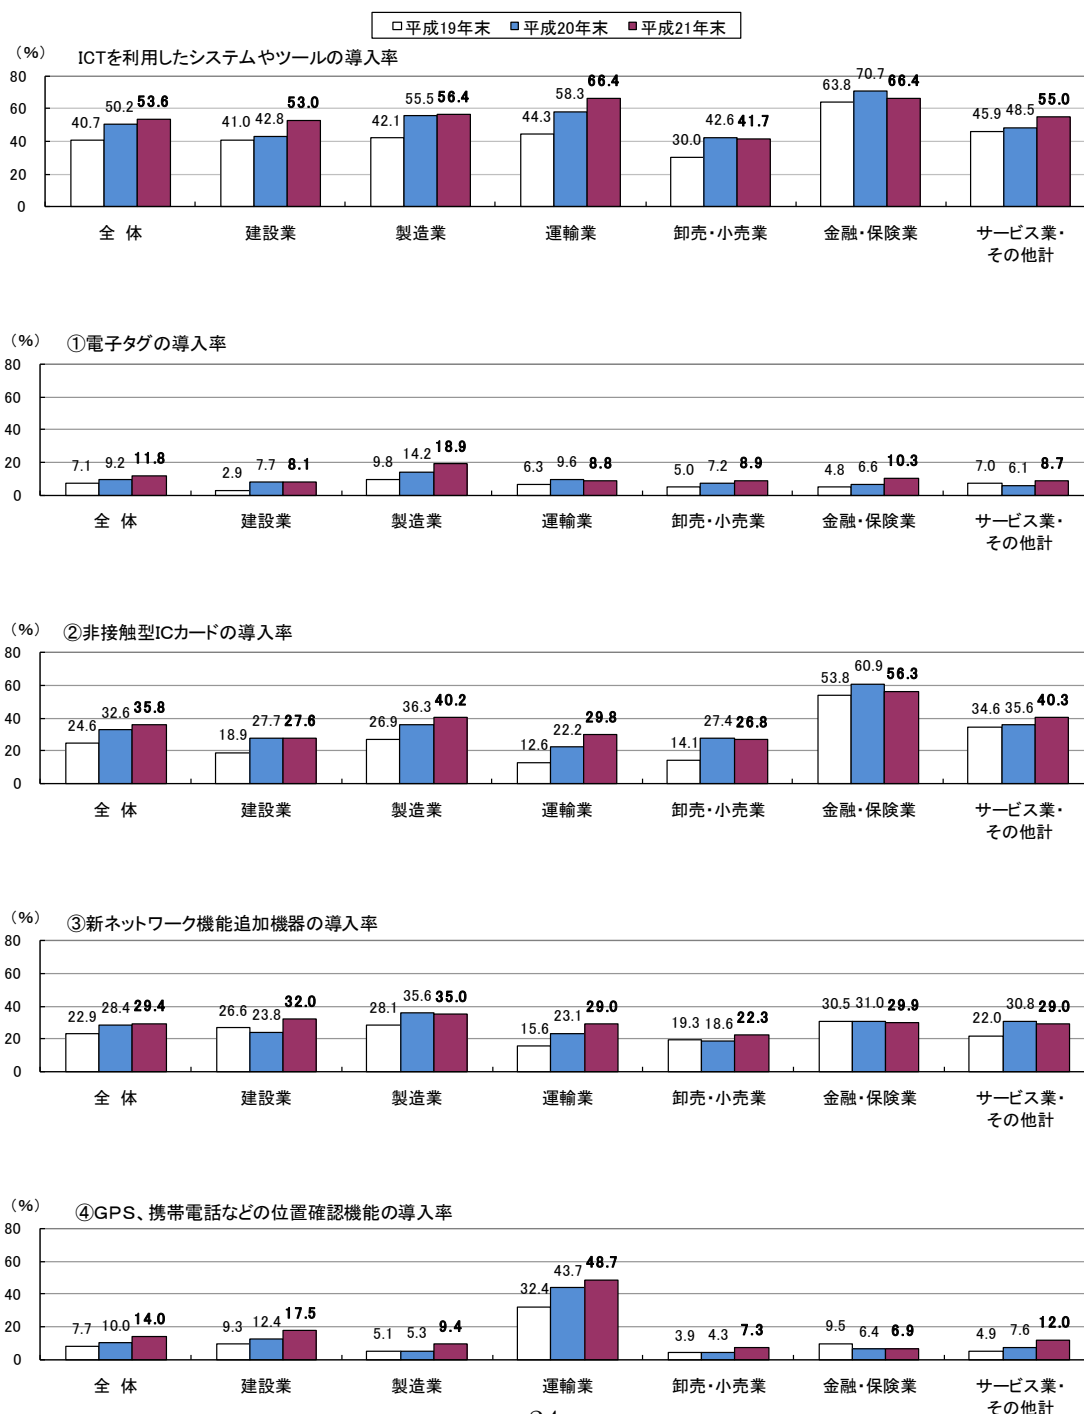 □平成19年末 ■平成20年末 ■平成21年末
(%) ICTを利用したシステムやツールの導入率
80
60
40
20
0
40.7 50.2 53.6 41.0 42.8 53.0 42.1 55.5 56.4 44.3 58.3 66.4 30.0 42.6 41.7 63.8 70.7 66.4 45.9 48.5 55.0
全 体 建設業 製造業 運輸業 卸売・小売業 金融・保険業 サービス業・
その他計
(%) ①電子タグの導入率
80
60
40
20
0
7.1 9.2 11.8 2.9 7.7 8.1 9.8 14.2 18.9 6.3 9.6 8.8 5.0 7.2 8.9 4.8 6.6 10.3 7.0 6.1 8.7
全 体 建設業 製造業 運輸業 卸売・小売業 金融・保険業 サービス業・
その他計
(%) ②非接触型ICカードの導入率
80
60
40
20
0
24.6 32.6 35.8 18.9 27.7 27.6 26.9 36.3 40.2 12.6 22.2 29.8 14.1 27.4 26.8 53.8 60.9 56.3 34.6 35.6 40.3
全 体 建設業 製造業 運輸業 卸売・小売業 金融・保険業 サービス業・
その他計
(%) ③新ネットワーク機能追加機器の導入率
80
60
40
20
0
22.9 28.4 29.4 26.6 23.8 32.0 28.1 35.6 35.0 15.6 23.1 29.0 19.3 18.6 22.3 30.5 31.0 29.9 22.0 30.8 29.0
全 体 建設業 製造業 運輸業 卸売・小売業 金融・保険業 サービス業・
その他計
(%) ④GPS、携帯電話などの位置確認機能の導入率
80
60
40
20
0
7.7 10.0 14.0 9.3 12.4 17.5 5.1 5.3 9.4 32.4 43.7 48.7 3.9 4.3 7.3 9.5 6.4 6.9 4.9 7.6 12.0
全 体 建設業 製造業 運輸業 卸売・小売業 金融・保険業 サービス業・
その他計